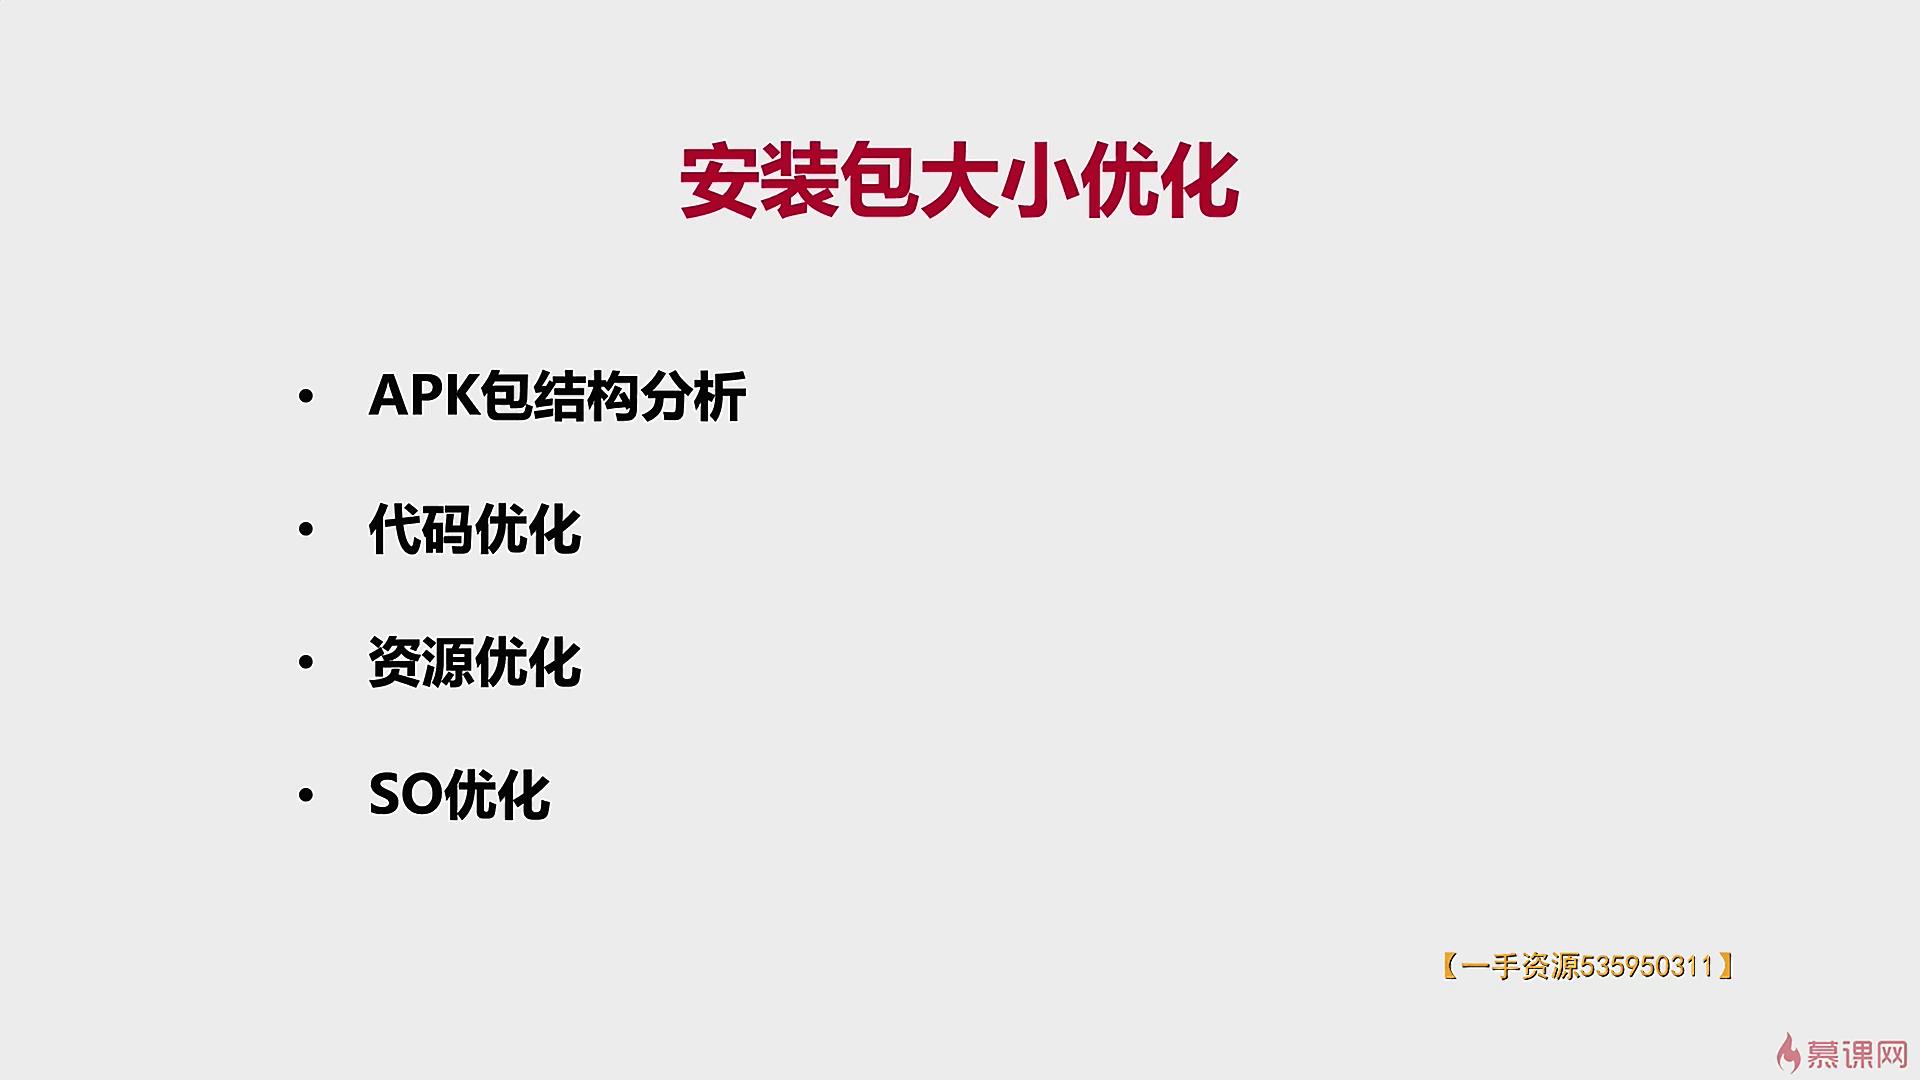 安装包大小优化
• APK包结构分析
• 代码优化
• 资源优化
• SO优化
【一手资源535950311】
慕课网